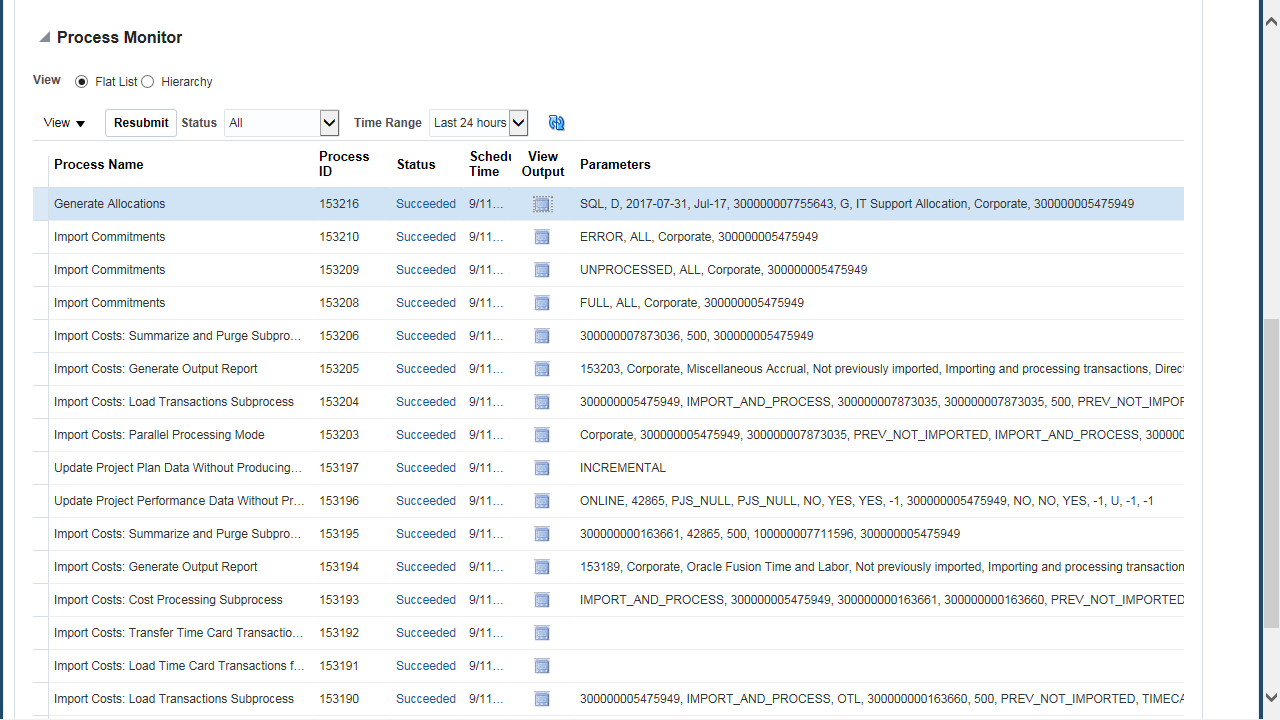 Process Monitor
View Flat List Hierarchy
View Resubmit Status All Time Range Last 24 hours
Process Name Process ID Status Schedu Time View Output Parameters
Generate Allocations 153216 Succeeded 9/11... SQL, D, 2017-07-31, Jul-17, 300000007755643, G, IT Support Allocation, Corporate, 300000005475949
Import Commitments 153210 Succeeded 9/11... ERROR, ALL, Corporate, 300000005475949
Import Commitments 153209 Succeeded 9/11... UNPROCESSED, ALL, Corporate, 300000005475949
Import Commitments 153208 Succeeded 9/11... FULL, ALL, Corporate, 300000005475949
Import Costs: Summarize and Purge Subpro... 153206 Succeeded 9/11... 300000007873036, 500, 300000005475949
Import Costs: Generate Output Report 153205 Succeeded 9/11... 153203, Corporate, Miscellaneous Accrual, Not previously imported, Importing and processing transactions, Direct
Import Costs: Load Transactions Subprocess 153204 Succeeded 9/11... 300000005475949, IMPORT_AND_PROCESS, 300000007873035, 300000007873035, 500, PREV_NOT_IMPOR
Import Costs: Parallel Processing Mode 153203 Succeeded 9/11... Corporate, 300000005475949, 300000007873035, PREV_NOT_IMPORTED, IMPORT_AND_PROCESS, 300000
Update Project Plan Data Without Producing... 153197 Succeeded 9/11... INCREMENTAL
Update Project Performance Data Without Pr... 153196 Succeeded 9/11... ONLINE, 42865, PJS_NULL, PJS_NULL, NO, YES, YES, -1, 300000005475949, NO, NO, YES, -1, U, -1, -1
Import Costs: Summarize and Purge Subpro... 153195 Succeeded 9/11... 300000000163661, 42865, 500, 100000007711596, 300000005475949
Import Costs: Generate Output Report 153194 Succeeded 9/11... 153189, Corporate, Oracle Fusion Time and Labor, Not previously imported, Importing and processing transaction
Import Costs: Cost Processing Subprocess 153193 Succeeded 9/11... IMPORT_AND_PROCESS, 300000005475949, 300000000163661, 300000000163660, PREV_NOT_IMPORTED
Import Costs: Transfer Time Card Transactio... 153192 Succeeded 9/11...
Import Costs: Load Time Card Transactions f... 153191 Succeeded 9/11...
Import Costs: Load Transactions Subprocess 153190 Succeeded 9/11... 300000005475949, IMPORT_AND_PROCESS, OTL, 300000000163660, 500, PREV_NOT_IMPORTED, TIMECA